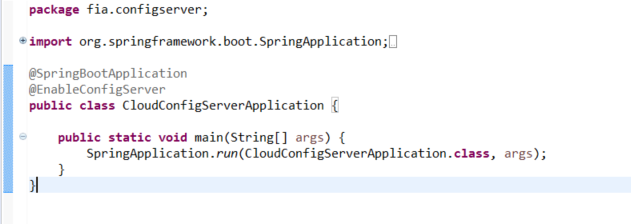 package fia.configserver;
import org.springframework.boot.SpringApplication;
@SpringBootApplication
@EnableConfigServer
public class CloudConfigServerApplication {
public static void main(String[] args) {
SpringApplication.run(CloudConfigServerApplication.class, args);
}
}